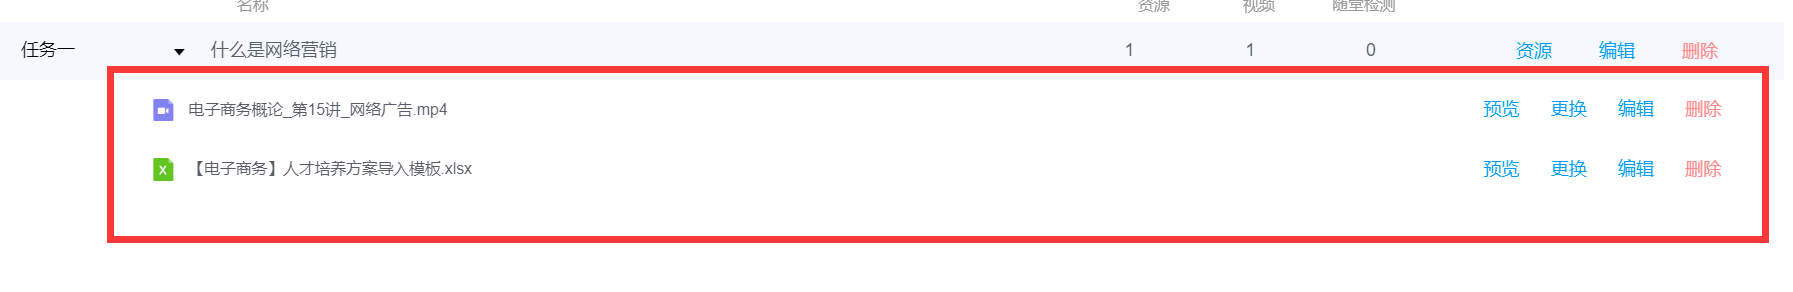 名称 资源 视频 随堂检测
任务一 什么是网络营销 1 1 0 资源 编辑 删除
电子商务概论_第15讲_网络广告.mp4 预览 更换 编辑 删除
【电子商务】人才培养方案导入模板.xlsx 预览 更换 编辑 删除